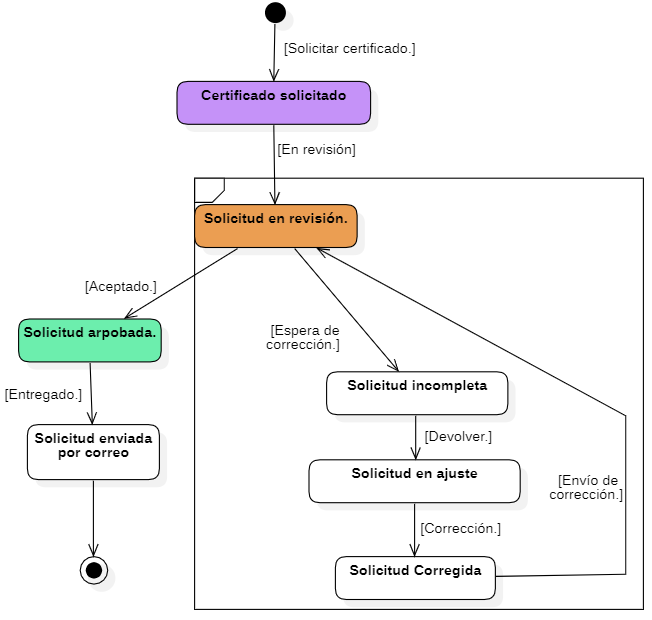 [Solicitar certificado.]
Certificado solicitado
[En revisión]
Solicitud en revisión.
[Aceptado.]
Solicitud arpobada.
[Espera de
corrección.]
Solicitud incompleta
[Entregado.]
Solicitud enviada
por correo
[Devolver.]
Solicitud en ajuste
[Envío de
corrección.]
[Corrección.]
Solicitud Corregida